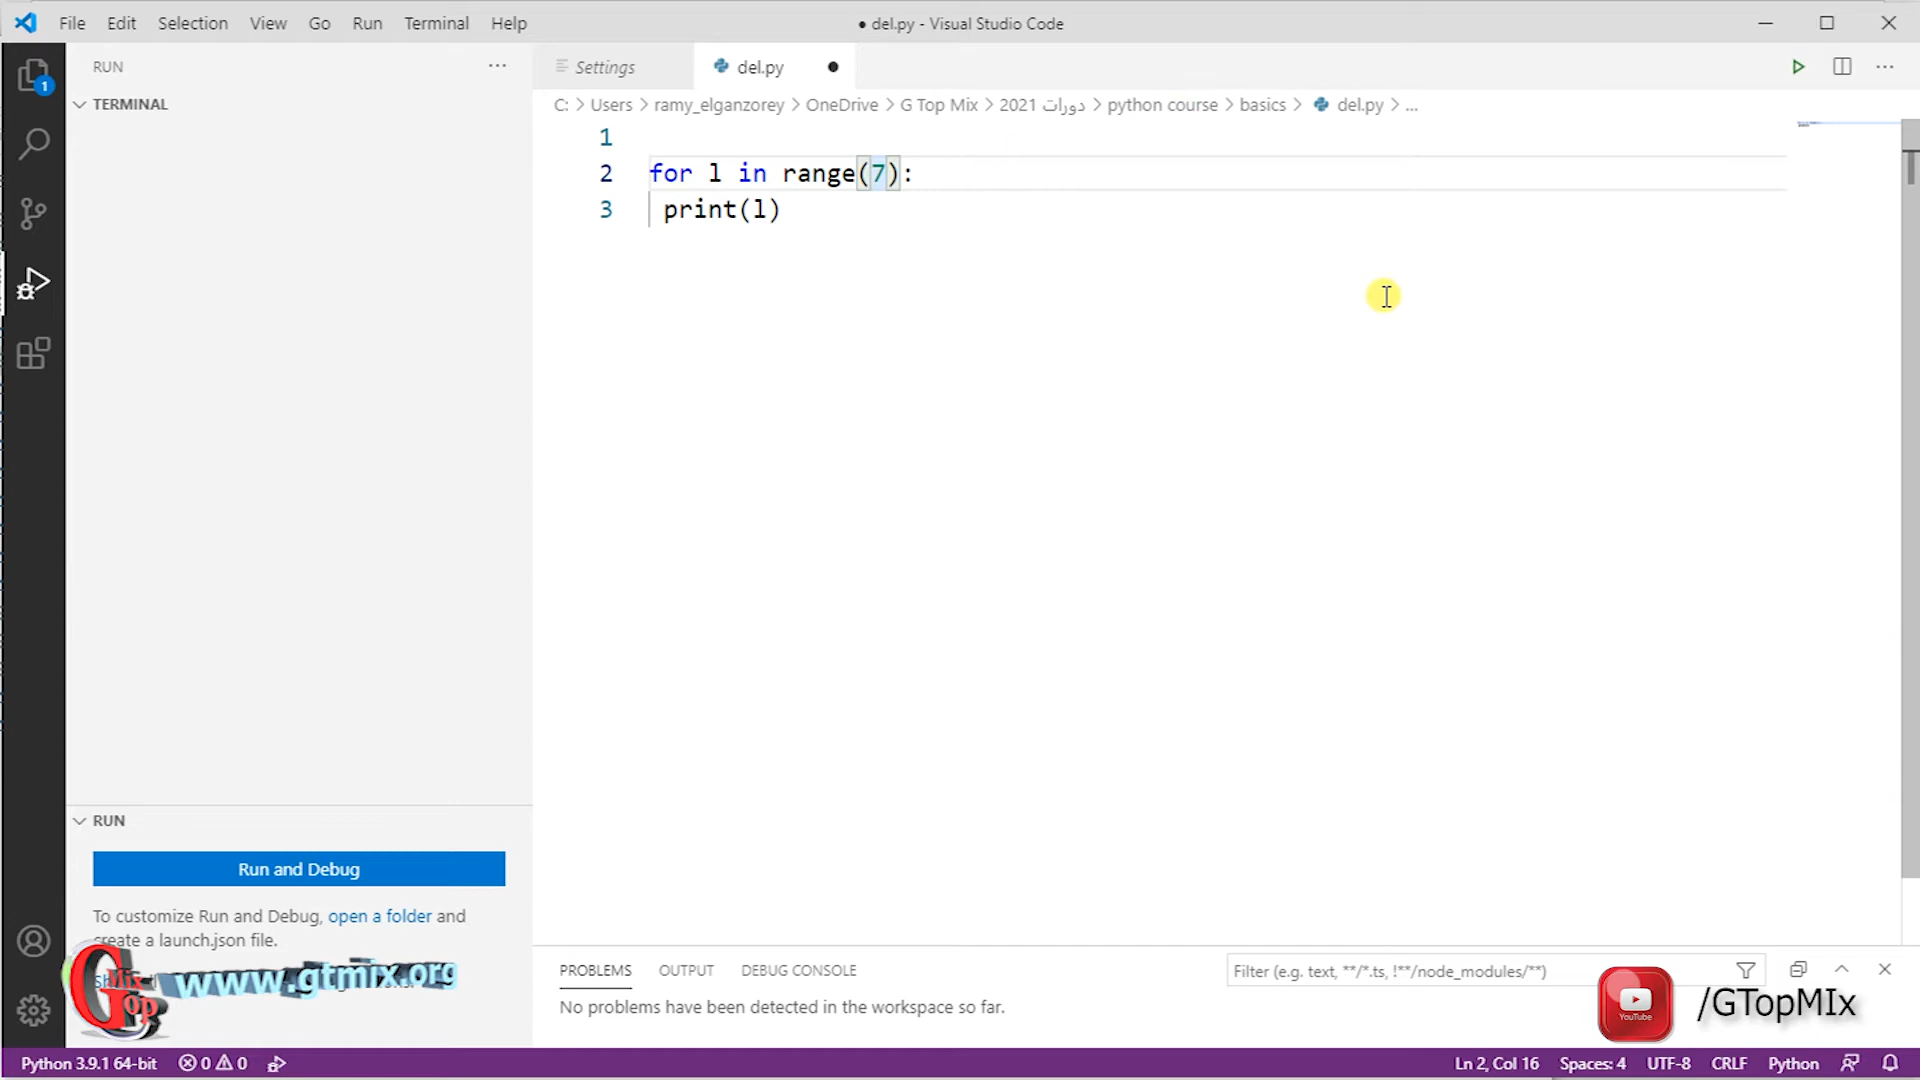 File Edit Selection View Go Run Terminal Help
● del.py - Visual Studio Code
RUN
TERMINAL
Settings
del.py
C: > Users > ramy_elganzorey > OneDrive > G Top Mix > 2021 دورات > python course > basics > del.py > ...
1
2 for l in range(7):
3 print(l)
1
RUN
Run and Debug
To customize Run and Debug, open a folder and
create a launch.json file.
G Top Mix
www.gtmix.org
PROBLEMS OUTPUT DEBUG CONSOLE
Filter (e.g. text, **/*.ts, !**/node_modules/**)
No problems have been detected in the workspace so far.
YouTube
/GTopMIx
Python 3.9.1 64-bit 0 0
Ln 2, Col 16 Spaces: 4 UTF-8 CRLF Python